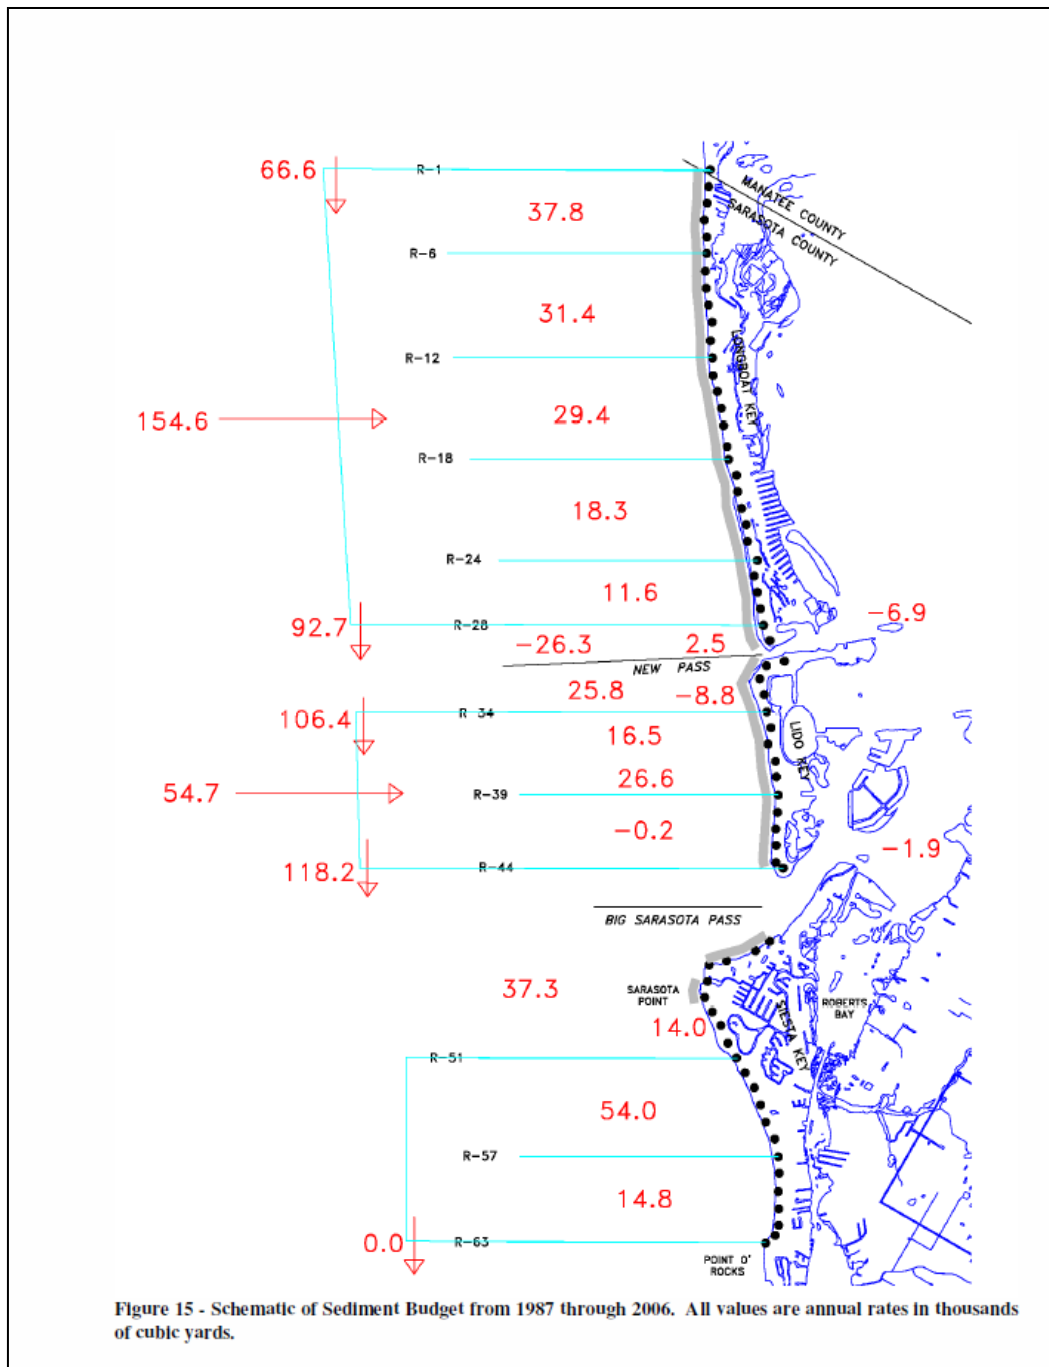 66.6
R-1
37.8
MANATEE COUNTY
SARASOTA COUNTY
R-6
31.4
R-12
LONGBOAT KEY
154.6
29.4
R-18
18.3
R-24
11.6
92.7
R-28
-6.9
-26.3
2.5
NEW PASS
25.8
-8.8
106.4
R-34
16.5
LIDO KEY
54.7
26.6
R-39
-0.2
-1.9
118.2
R-44
BIG SARASOTA PASS
37.3
SARASOTA
POINT
SIESTA KEY
ROBERTS
BAY
14.0
R-51
54.0
R-57
14.8
0.0
R-63
POINT O'
ROCKS
Figure 15 - Schematic of Sediment Budget from 1987 through 2006. All values are annual rates in thousands
of cubic yards.